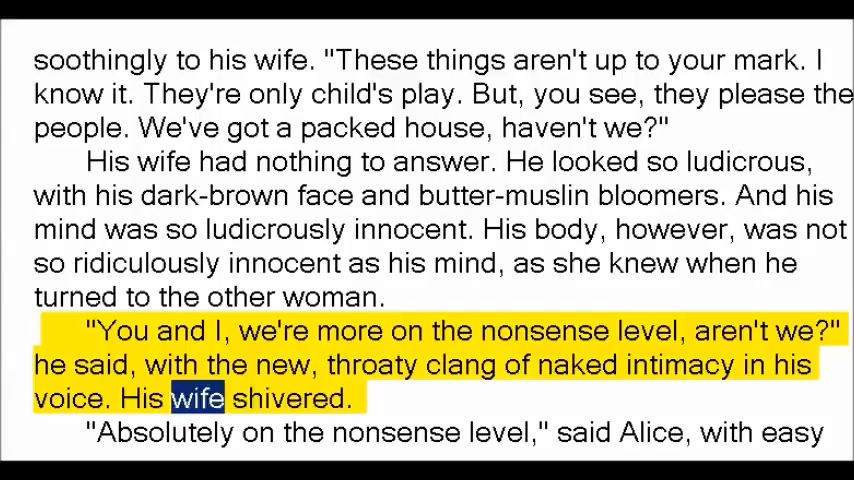 soothingly to his wife. "These things aren't up to your mark. I
know it. They're only child's play. But, you see, they please the
people. We've got a packed house, haven't we?"
His wife had nothing to answer. He looked so ludicrous,
with his dark-brown face and butter-muslin bloomers. And his
mind was so ludicrously innocent. His body, however, was not
so ridiculously innocent as his mind, as she knew when he
turned to the other woman.
"You and I, we're more on the nonsense level, aren't we?"
he said, with the new, throaty clang of naked intimacy in his
voice. His wife shivered.
"Absolutely on the nonsense level," said Alice, with easy